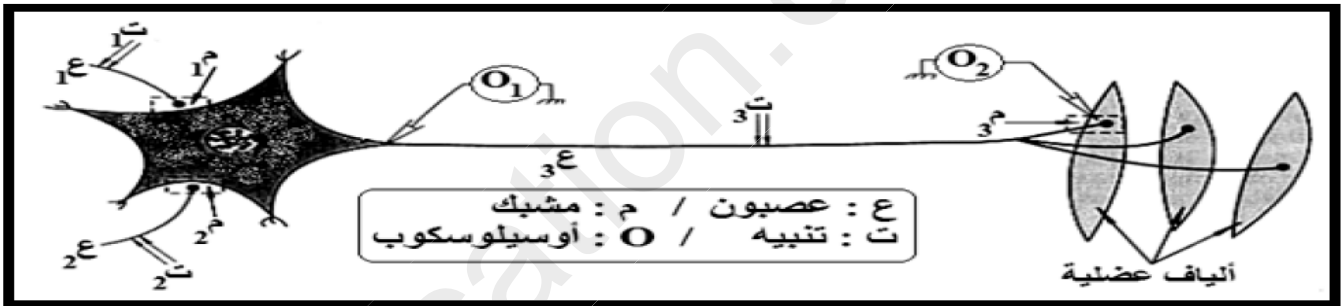 ت1
ع1
م1
O1
O2
ت3
م3
ع3
م2
ع2
ت2
ع : عصبون / م : مشبك
ت : تنبيه / O : أوسيلوسكوب
ألياف عضلية